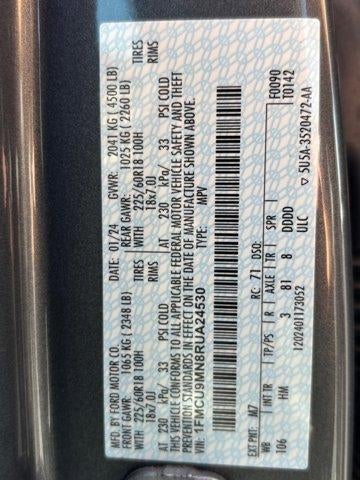 MFD. BY FORD MOTOR CO.
DATE: 01/24 GVWR: 2041 KG ( 4500 LB)
FRONT GAWR: 1065 KG ( 2348 LB) REAR GAWR: 1025 KG ( 2260 LB)
WITH 225/60R18 100H TIRES WITH 225/60R18 100H TIRES
18x7.0J RIMS 18x7.0J RIMS
AT 230 kPa/ 33 PSI COLD AT 230 kPa/ 33 PSI COLD
THIS VEHICLE CONFORMS TO ALL APPLICABLE FEDERAL MOTOR VEHICLE SAFETY AND THEFT
PREVENTION STANDARDS IN EFFECT ON THE DATE OF MANUFACTURE SHOWN ABOVE.
VIN: 1FMCU9MN8RUA24530
TYPE: MPV
F0090
T0142
EXT PNT: M7 RC: 71 DSO:
WB TP/PS R AXLE TR SPR
106 HM 3 81 8 DDDD
1202401173052 ULC
▽ 5U5A-3520472-AA